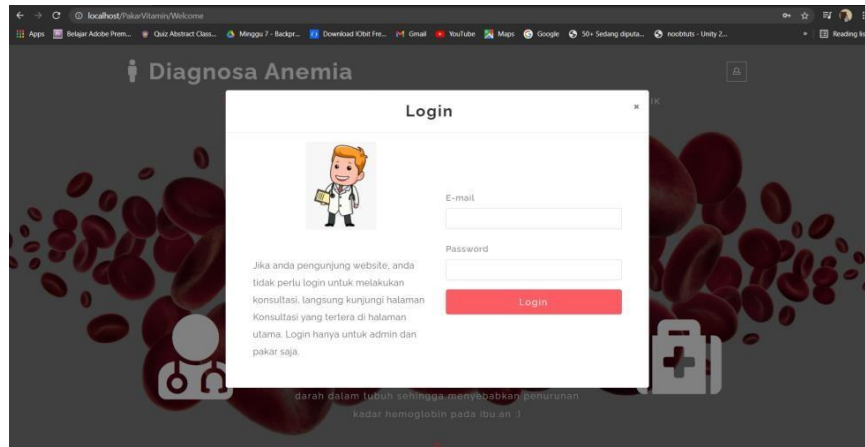 localhost/PakarVitamin/Welcome
Apps Belajar Adobe Prem... Quiz Abstract Class... Minggu 7 - Backpr... Download IObit Fre... Gmail YouTube Maps Google 50+ Sedang diputa... noobtuts - Unity 2... » Reading lis
Diagnosa Anemia
IK
Login
×
E-mail
Password
Login
Jika anda pengunjung website, anda
tidak perlu login untuk melakukan
konsultasi, langsung kunjungi halaman
Konsultasi yang tertera di halaman
utama. Login hanya untuk admin dan
pakar saja.
darah dalam tubuh sehingga menyebabkan penurunan
kadar hemoglobin pada ibu.an :)